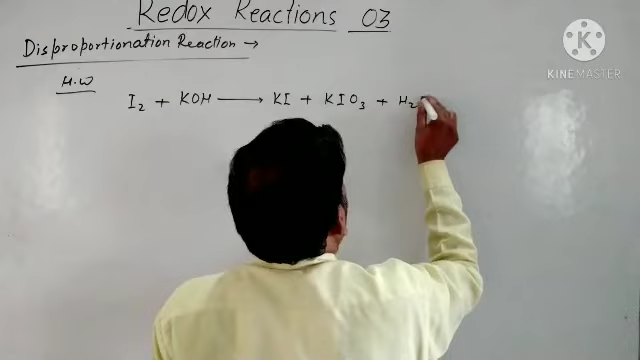 Redox Reactions 03
Disproportionation Reaction →
H.W
I₂ + KOH ⟶ KI + KIO₃ + H₂
KINEMASTER